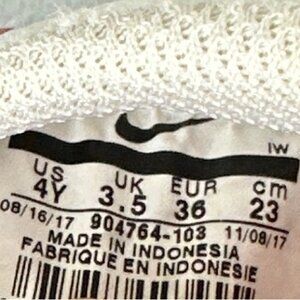 IW
US UK EUR cm
4Y 3.5 36 23
08/16/17 904764-103 11/08/17
MADE IN INDONESIA
FABRIQUE EN INDONESIE